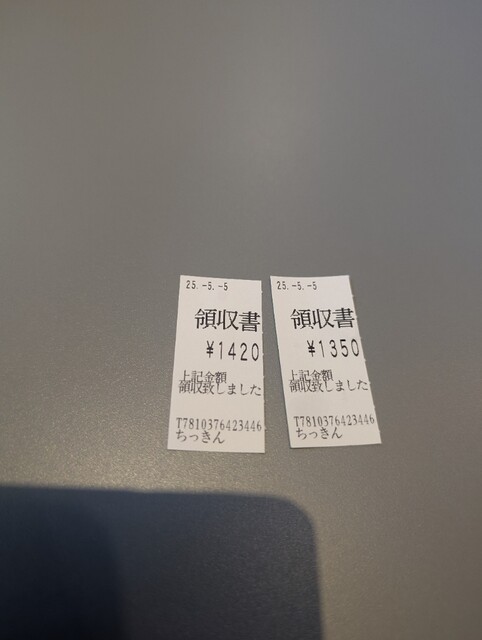 25.-5.-5
領収書
¥1420
上記金額
領収致しました
T7810376423446
ちっきん
25.-5.-5
領収書
¥1350
上記金額
領収致しました
T7810376423446
ちっきん